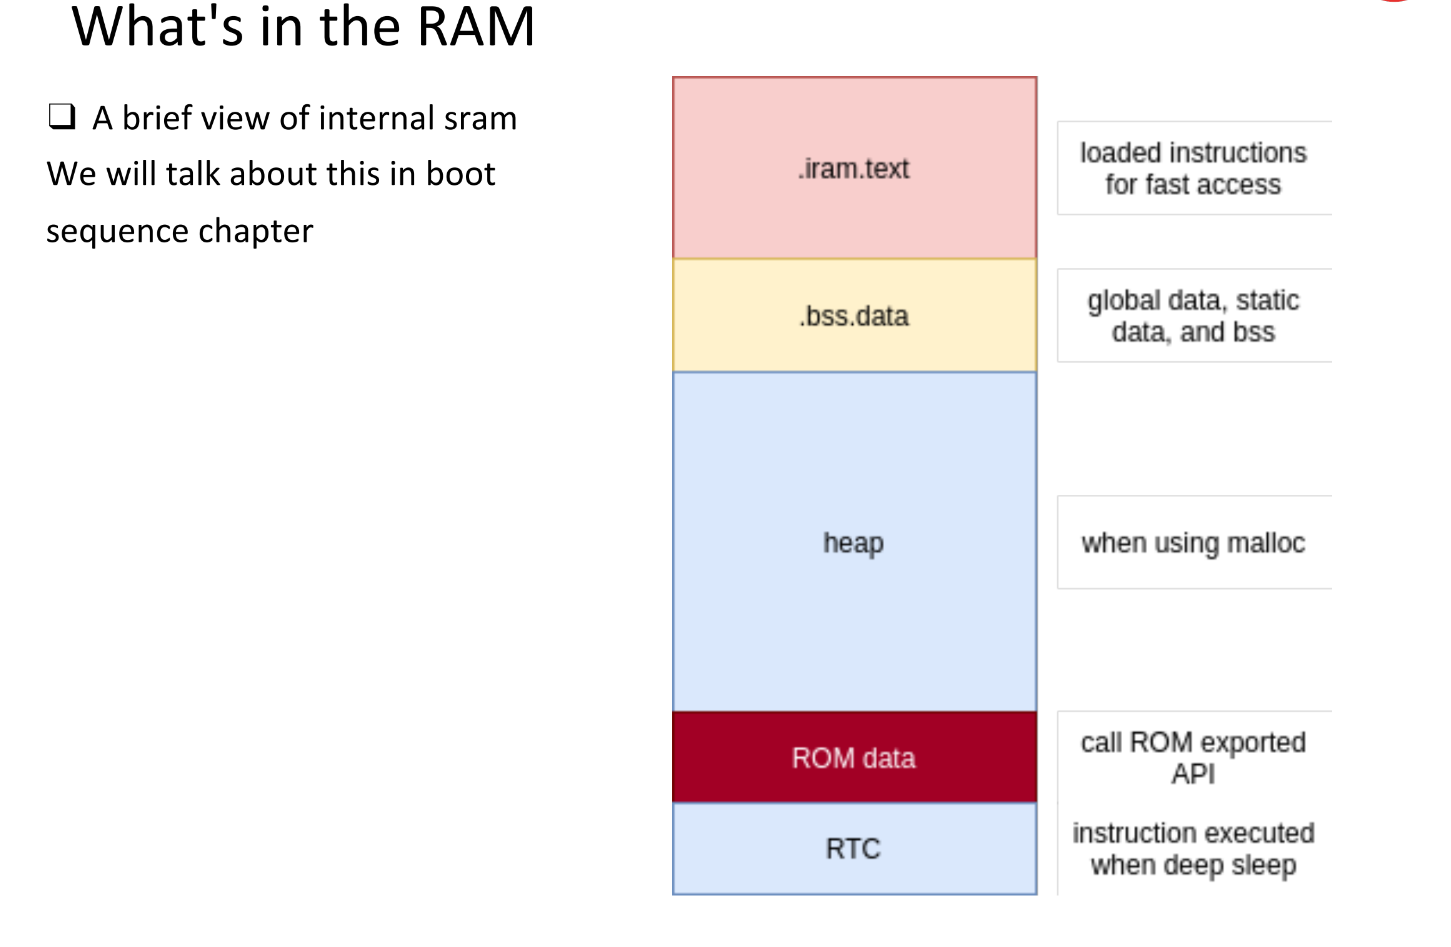 What's in the RAM
❑ A brief view of internal sram
We will talk about this in boot
sequence chapter
.iram.text
loaded instructions
for fast access
.bss.data
global data, static
data, and bss
heap
when using malloc
ROM data
call ROM exported
API
RTC
instruction executed
when deep sleep